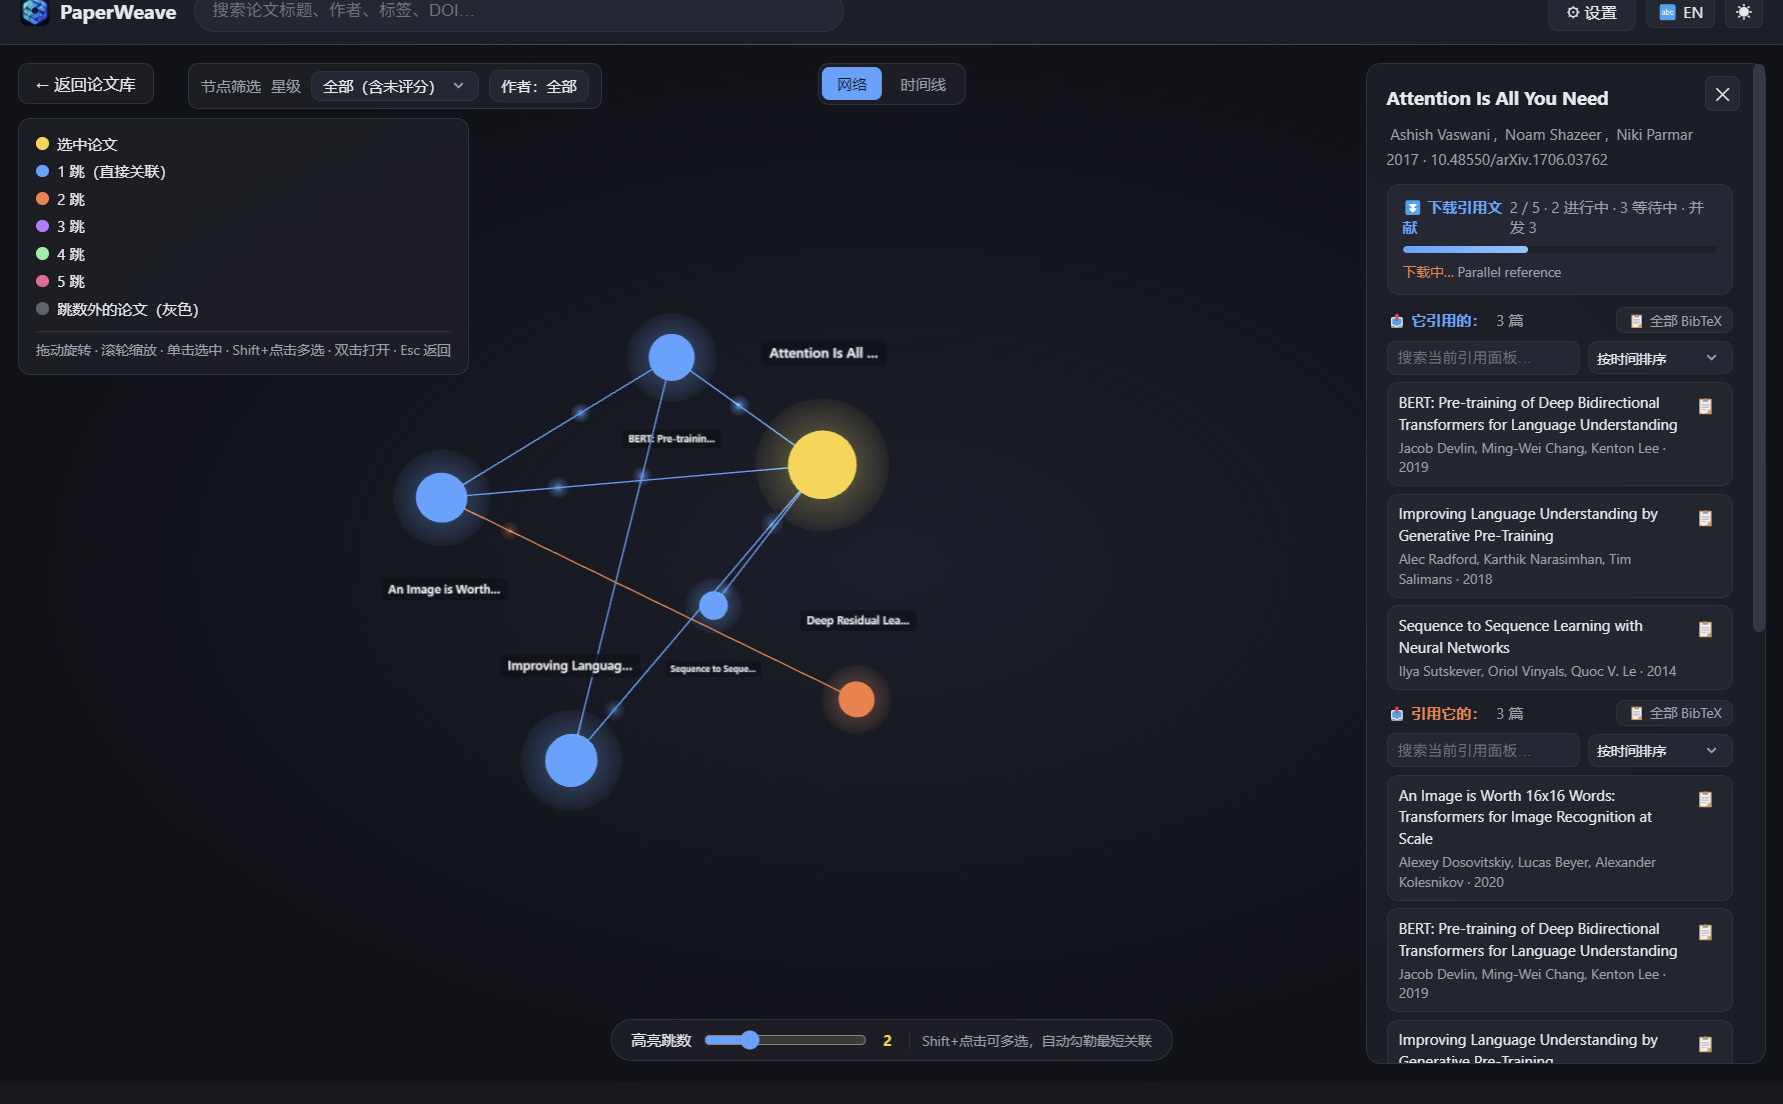 PaperWeave
搜索论文标题、作者、标签、DOI...
⚙ 设置
abc EN
← 返回论文库
节点筛选 星级 全部（含未评分） 作者：全部
网络 时间线
选中论文
1 跳（直接关联）
2 跳
3 跳
4 跳
5 跳
跳数外的论文（灰色）
拖动旋转 · 滚轮缩放 · 单击选中 · Shift+点击多选 · 双击打开 · Esc 返回
Attention Is All ...
BERT: Pre-trainin...
An Image is Worth...
Deep Residual Lea...
Improving Languag...
Sequence to Seque...
高亮跳数 2 Shift+点击可多选，自动勾勒最短关联
Attention Is All You Need
Ashish Vaswani , Noam Shazeer , Niki Parmar
2017 · 10.48550/arXiv.1706.03762
下载引用文献
2 / 5 · 2 进行中 · 3 等待中 · 并发 3
下载中... Parallel reference
它引用的： 3 篇 全部 BibTeX
搜索当前引用面板... 按时间排序
BERT: Pre-training of Deep Bidirectional
Transformers for Language Understanding
Jacob Devlin, Ming-Wei Chang, Kenton Lee ·
2019
Improving Language Understanding by
Generative Pre-Training
Alec Radford, Karthik Narasimhan, Tim
Salimans · 2018
Sequence to Sequence Learning with
Neural Networks
Ilya Sutskever, Oriol Vinyals, Quoc V. Le · 2014
引用它的： 3 篇 全部 BibTeX
搜索当前引用面板... 按时间排序
An Image is Worth 16x16 Words:
Transformers for Image Recognition at
Scale
Alexey Dosovitskiy, Lucas Beyer, Alexander
Kolesnikov · 2020
BERT: Pre-training of Deep Bidirectional
Transformers for Language Understanding
Jacob Devlin, Ming-Wei Chang, Kenton Lee ·
2019
Improving Language Understanding by
Generative Pre-Training